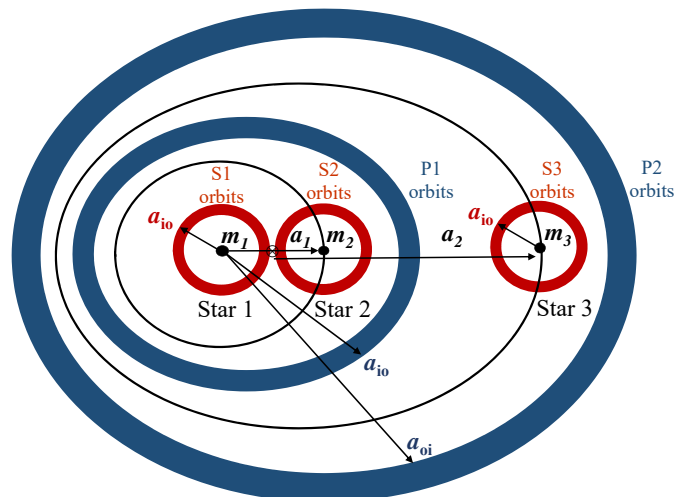 S1
orbits
S2
orbits
P1
orbits
S3
orbits
P2
orbits
a_io
m_1
a_1
m_2
a_2
a_io
m_3
Star 1
Star 2
Star 3
a_io
a_oi